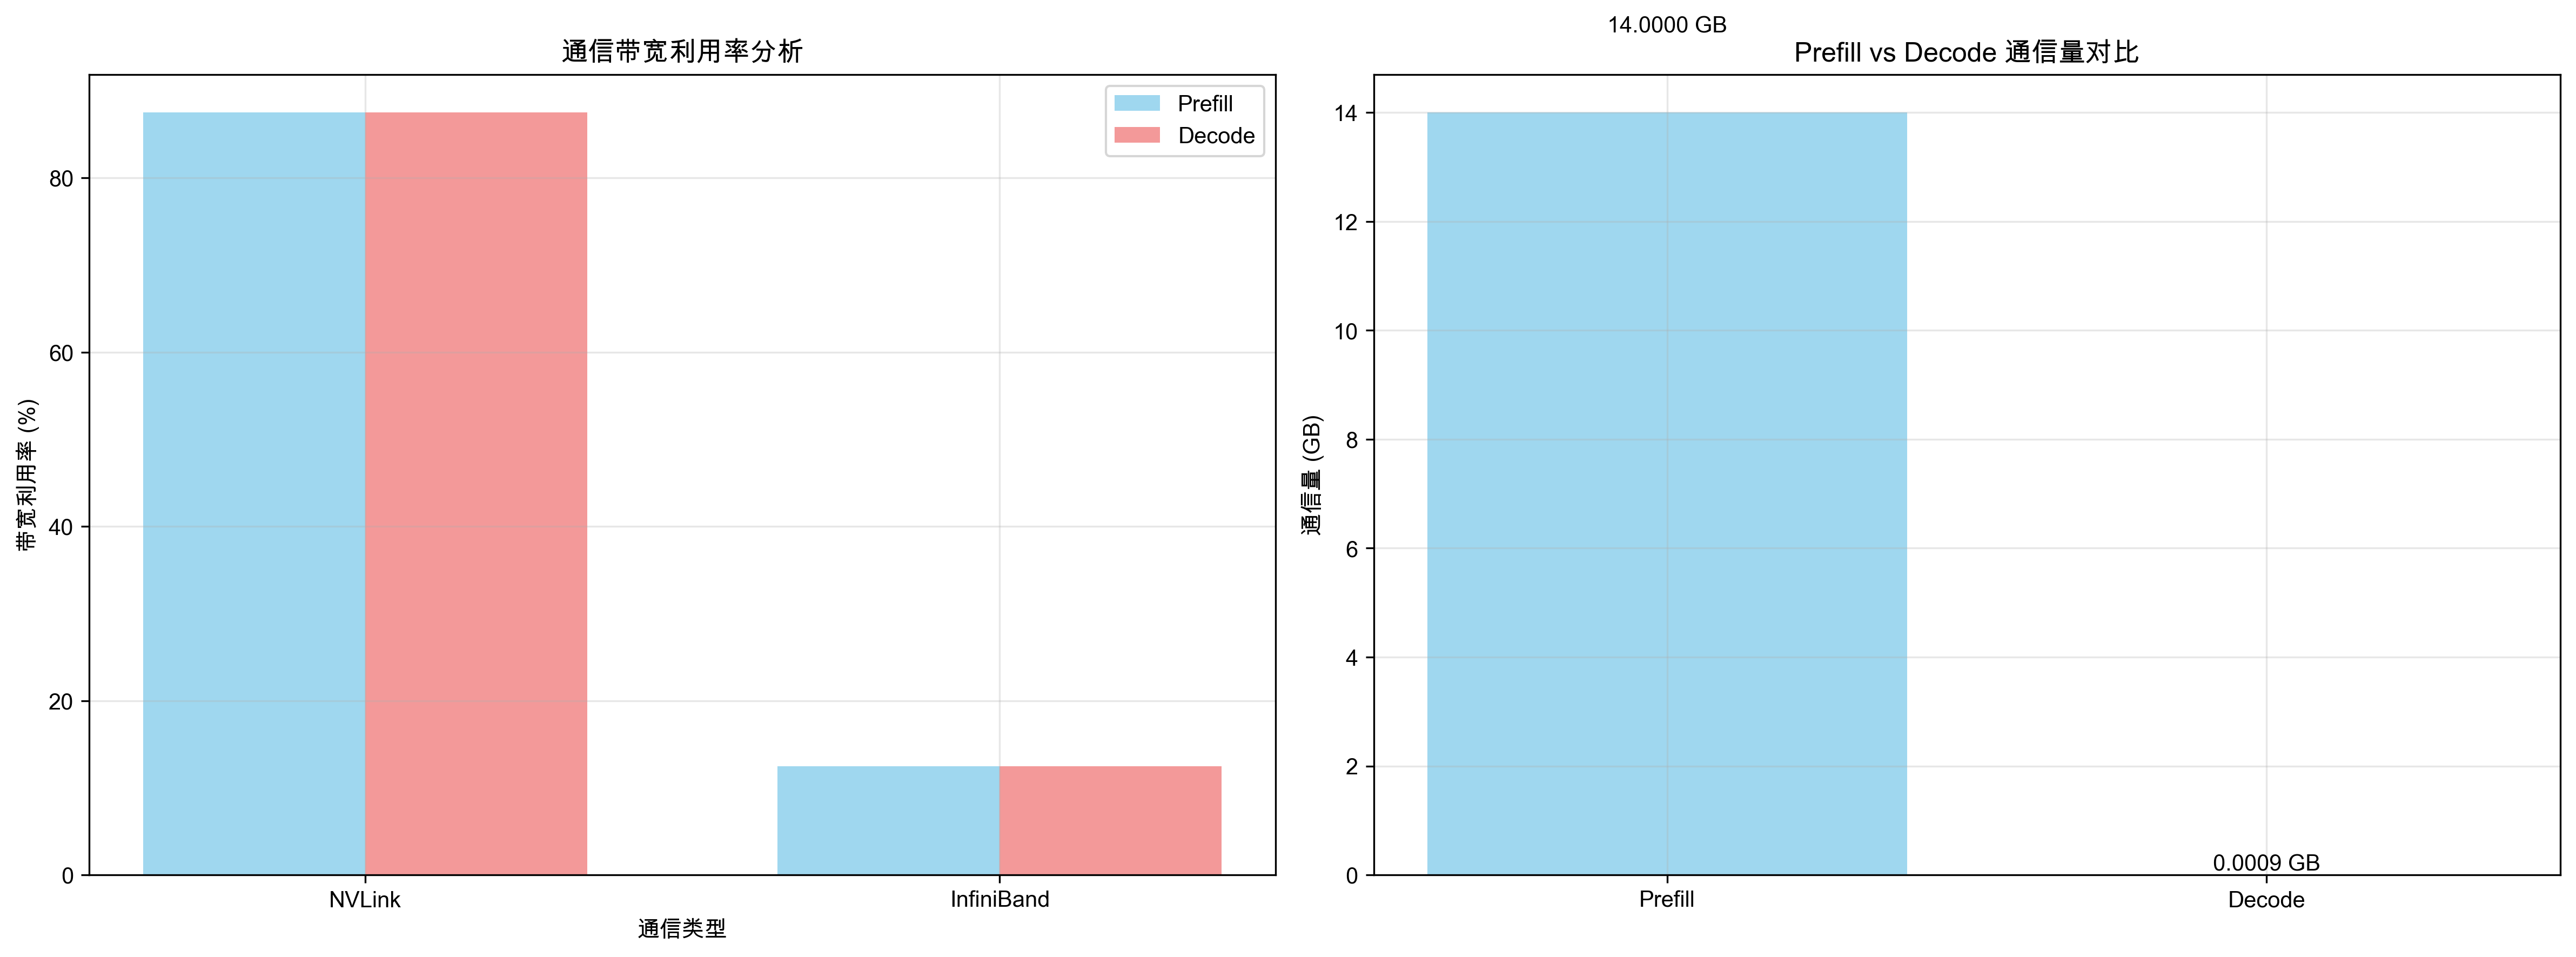 通信带宽利用率分析
Prefill
Decode
80
60
40
20
0
带宽利用率 (%)
NVLink
InfiniBand
通信类型
14.0000 GB
Prefill vs Decode 通信量对比
14
12
10
8
6
4
2
0
通信量 (GB)
0.0009 GB
Prefill
Decode